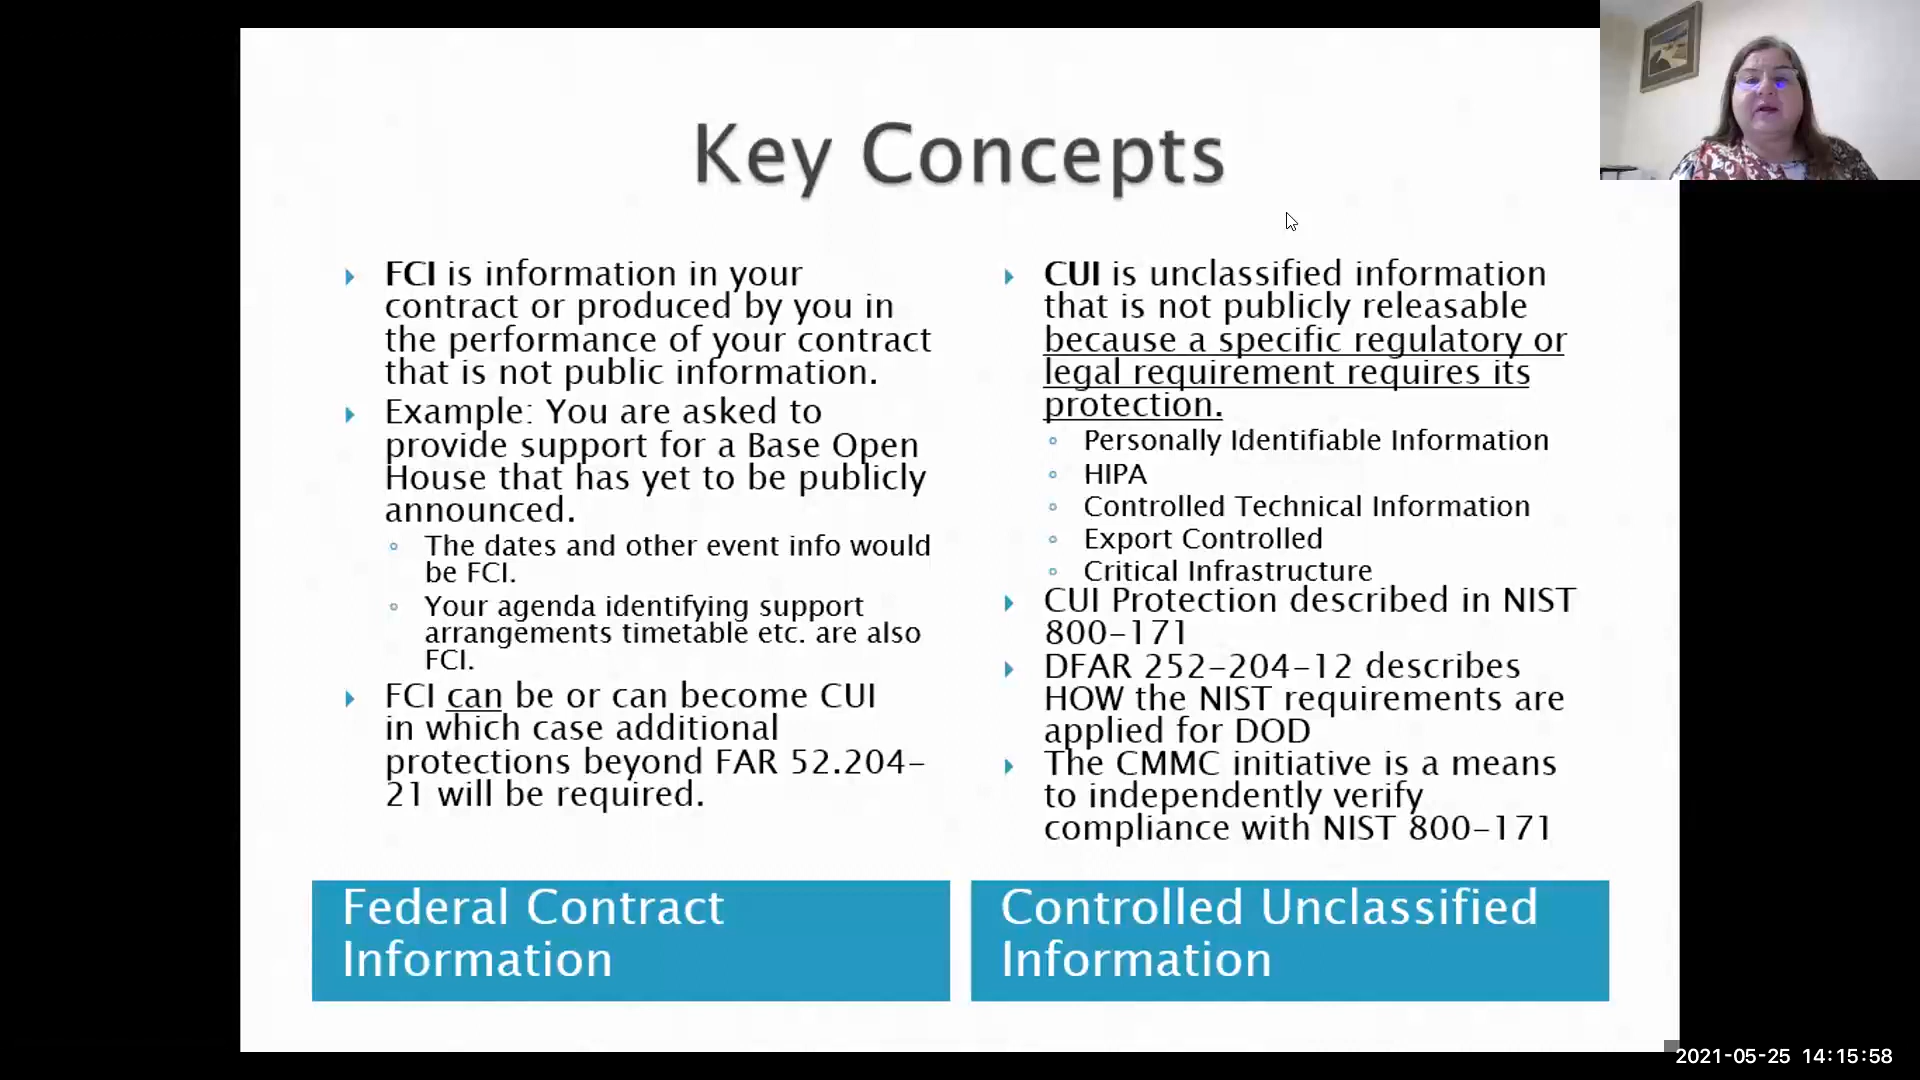 Key Concepts
FCI is information in your
contract or produced by you in
the performance of your contract
that is not public information.
Example: You are asked to
provide support for a Base Open
House that has yet to be publicly
announced.
The dates and other event info would
be FCI.
Your agenda identifying support
arrangements timetable etc. are also
FCI.
FCI can be or can become CUI
in which case additional
protections beyond FAR 52.204-
21 will be required.
Federal Contract
Information
CUI is unclassified information
that is not publicly releasable
because a specific regulatory or
legal requirement requires its
protection.
Personally Identifiable Information
HIPA
Controlled Technical Information
Export Controlled
Critical Infrastructure
CUI Protection described in NIST
800-171
DFAR 252-204-12 describes
HOW the NIST requirements are
applied for DOD
The CMMC initiative is a means
to independently verify
compliance with NIST 800-171
Controlled Unclassified
Information
2021-05-25 14:15:58